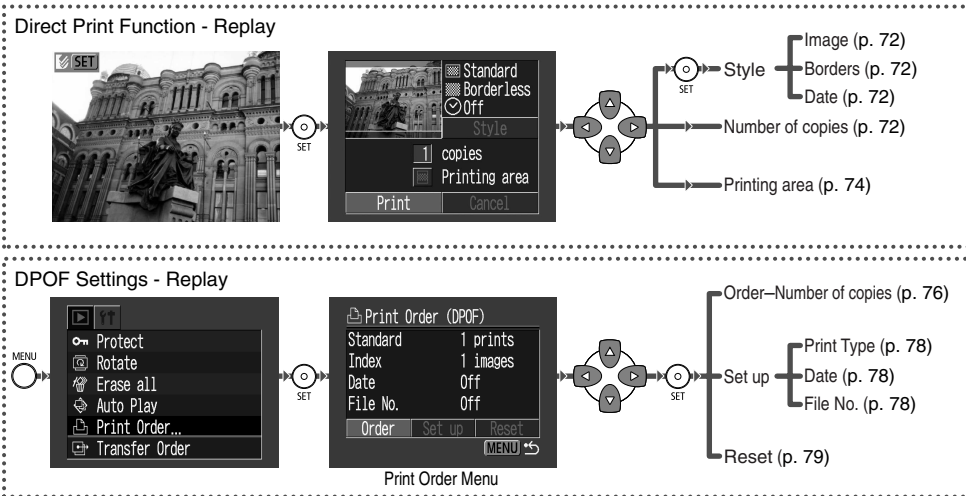 Direct Print Function - Replay
SET
Standard
Borderless
Off
Style
1 copies
Printing area
Print Cancel
SET
SET
Style
Image (p. 72)
Borders (p. 72)
Date (p. 72)
Number of copies (p. 72)
Printing area (p. 74)
DPOF Settings - Replay
MENU
Protect
Rotate
Erase all
Auto Play
Print Order...
Transfer Order
SET
Print Order (DPOF)
Standard 1 prints
Index 1 images
Date Off
File No. Off
Order Set up Reset
MENU
Print Order Menu
SET
Order–Number of copies (p. 76)
Set up
Print Type (p. 78)
Date (p. 78)
File No. (p. 78)
Reset (p. 79)